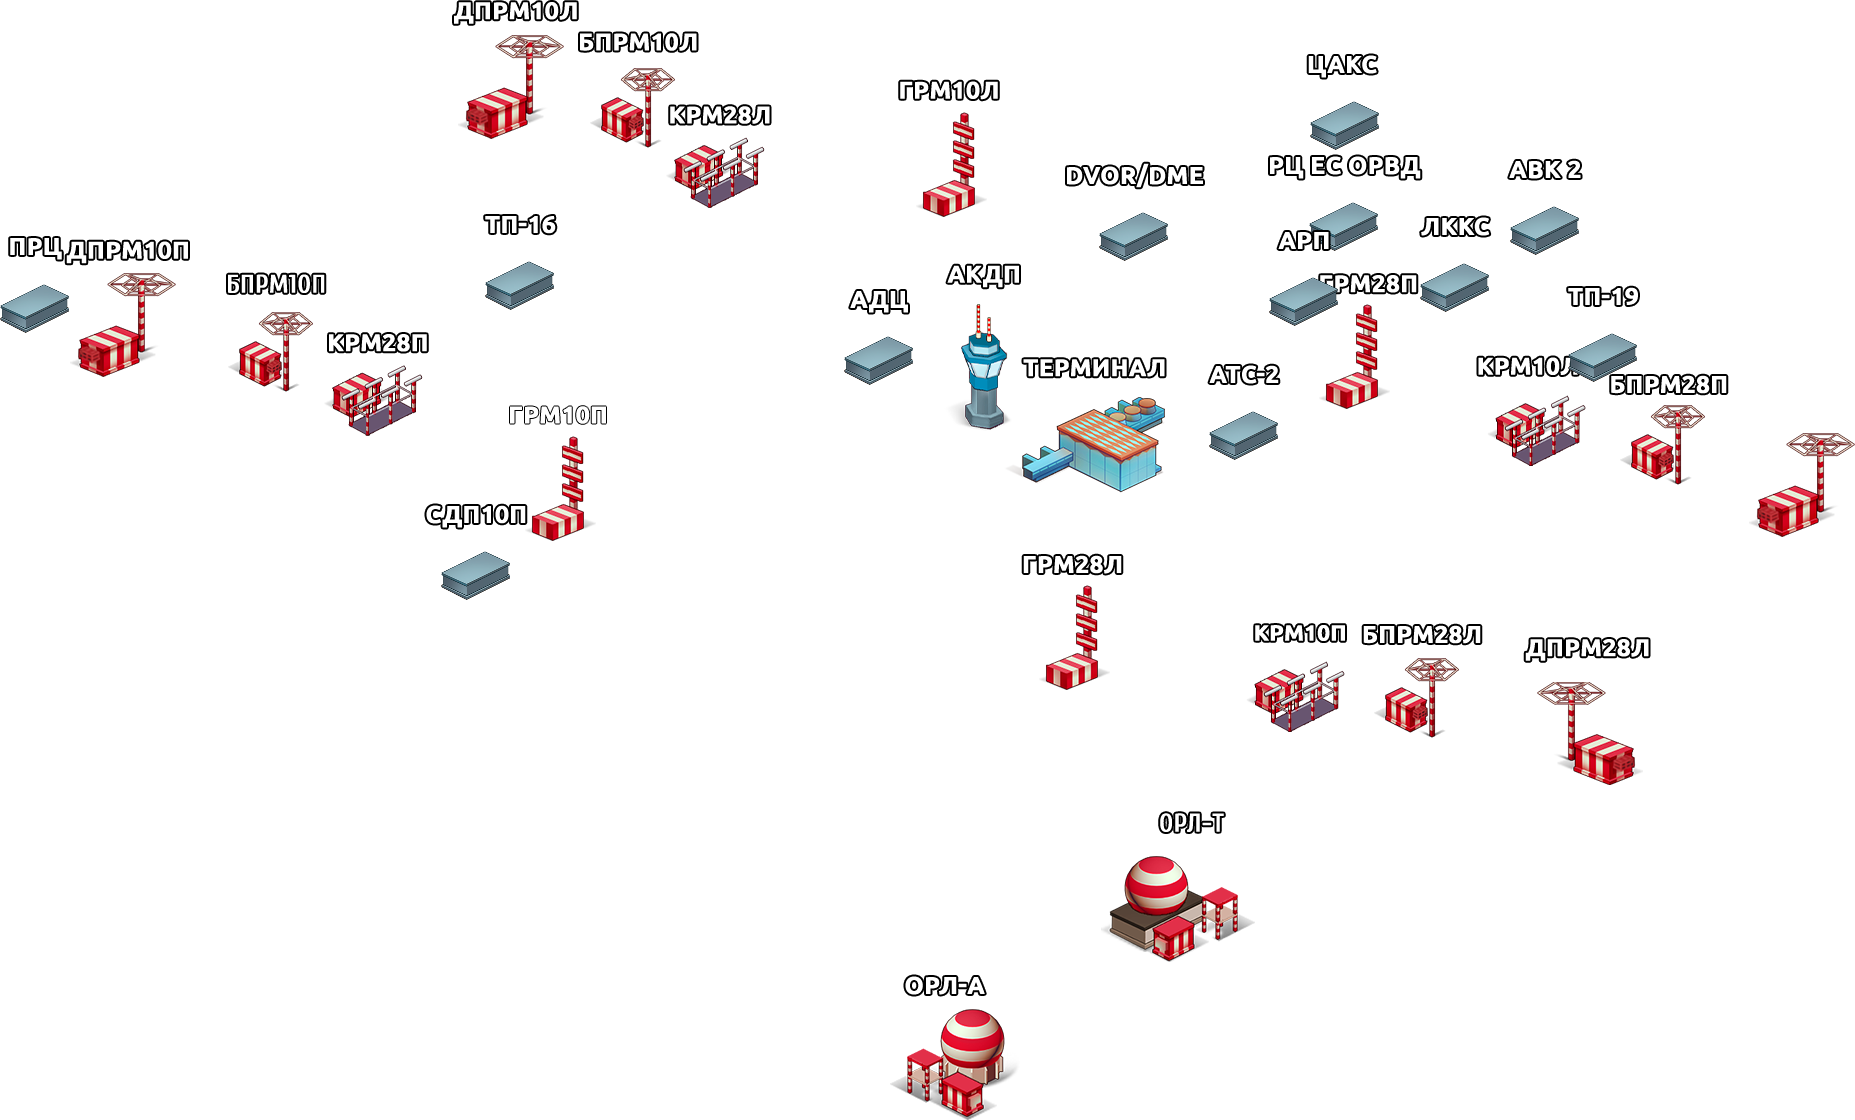 ДПРМ10Л
БПРМ10Л
ЦАКС
ГРМ10Л
КРМ28Л
РЦ ЕС ОРВД
АВК 2
DVOR/DME
ТП-16
ЛККС
АРП
ПРЦ
ДПРМ10П
АКДП
БПРМ10П
ГРМ28П
ТП-19
АДЦ
КРМ28П
ТЕРМИНАЛ
КРМ10Л
АТС-2
БПРМ28П
ГРМ10П
СДП10П
ГРМ28Л
КРМ10П
БПРМ28Л
ДПРМ28Л
ОРЛ-Т
ОРЛ-А